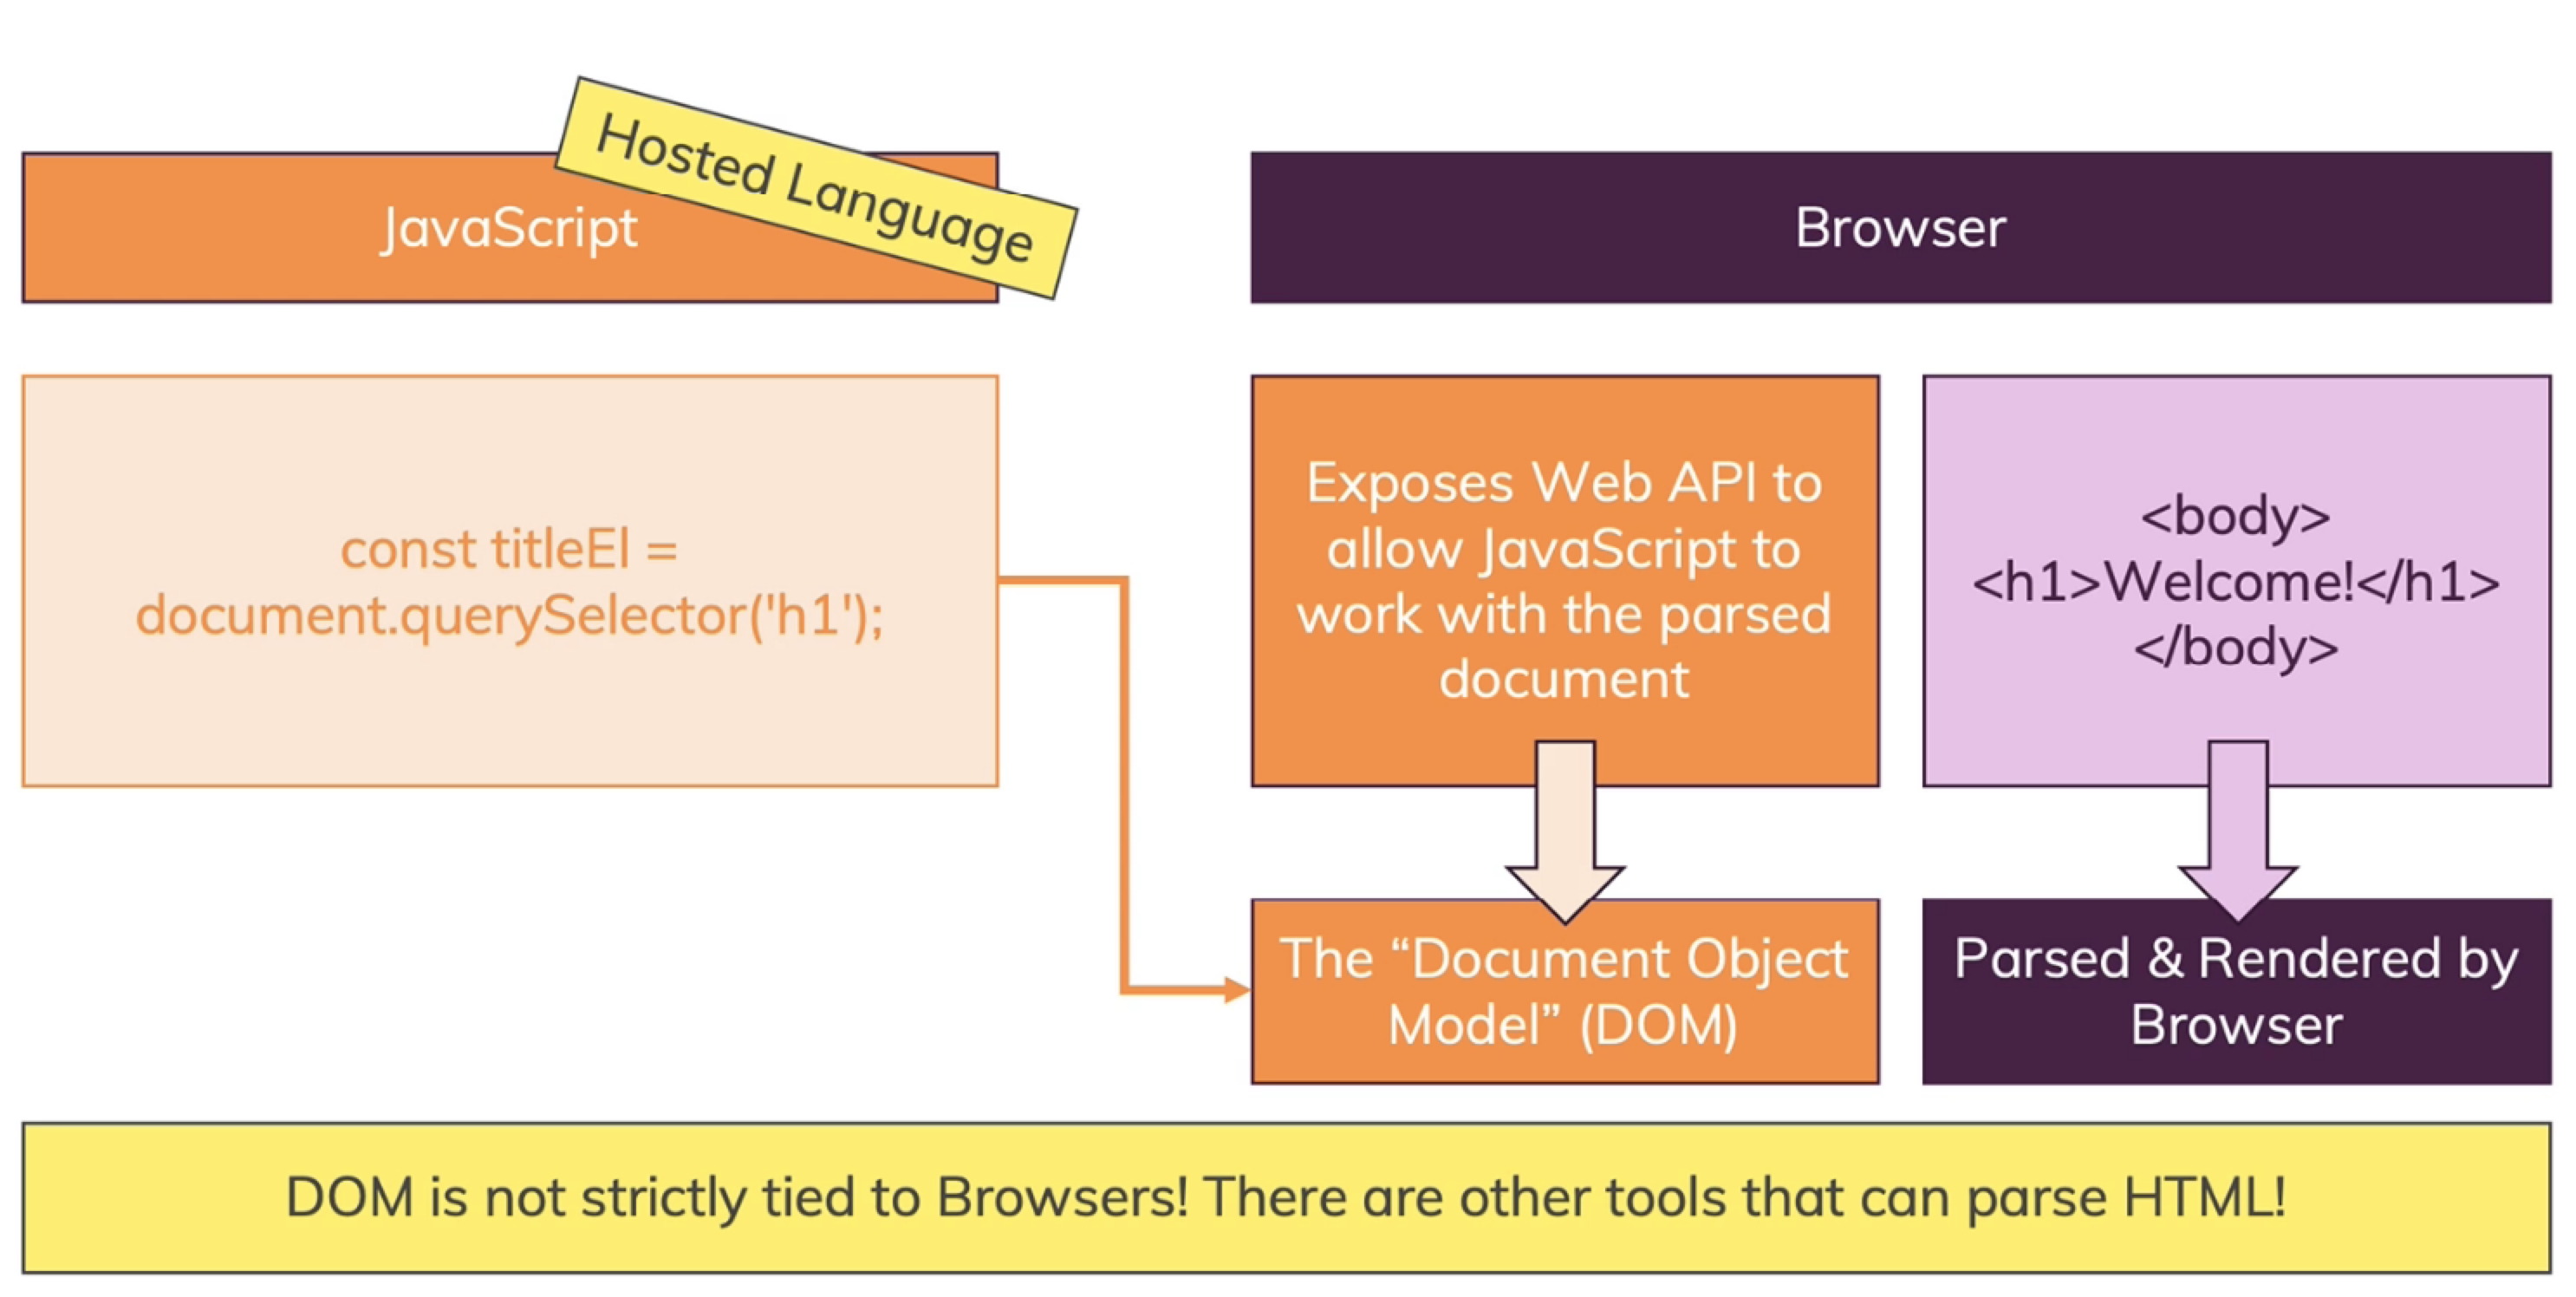 Hosted Language
JavaScript
Browser
const titleEl =
document.querySelector('h1');
Exposes Web API to
allow JavaScript to
work with the parsed
document
<body>
<h1>Welcome!</h1>
</body>
The “Document Object
Model” (DOM)
Parsed & Rendered by
Browser
DOM is not strictly tied to Browsers! There are other tools that can parse HTML!